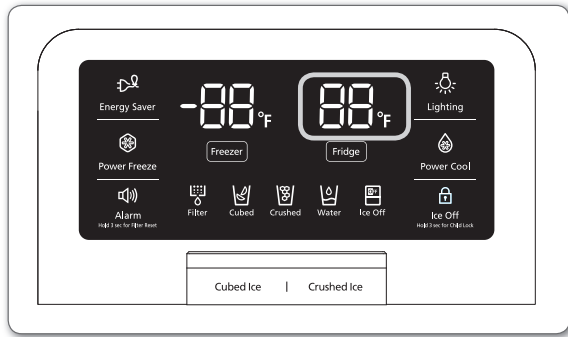 Energy Saver
-88°F
88°F
Lighting
Freezer
Fridge
Power Freeze
Power Cool
Alarm
Hold 3 sec for Filter Reset
Filter
Cubed
Crushed
Water
Ice Off
Ice Off
Hold 3 sec for Child Lock
Cubed Ice | Crushed Ice